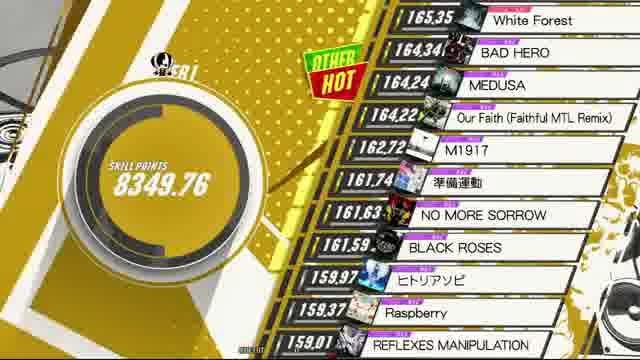 165,35 White Forest
164,34 BAD HERO
OTHER
HOT
164,24 MEDUSA
164,22 Our Faith (Faithful MTL Remix)
162,72 M1917
SKILL POINTS
8349.76
161,74 準備運動
161,63 NO MORE SORROW
161,59 BLACK ROSES
159,97 ヒトリアソビ
159,37 Raspberry
159,01 REFLEXES MANIPULATION